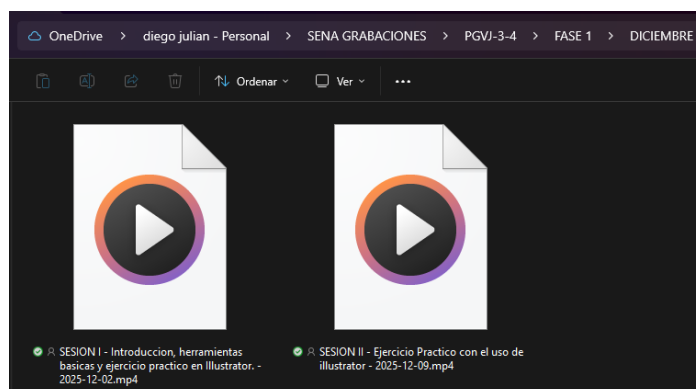 OneDrive > diego julian - Personal > SENA GRABACIONES > PGVJ-3-4 > FASE 1 > DICIEMBRE
Ordenar Ver ...
SESION I - Introduccion, herramientas
basicas y ejercicio practico en Illustrator. -
2025-12-02.mp4
SESION II - Ejercicio Practico con el uso de
illustrator - 2025-12-09.mp4